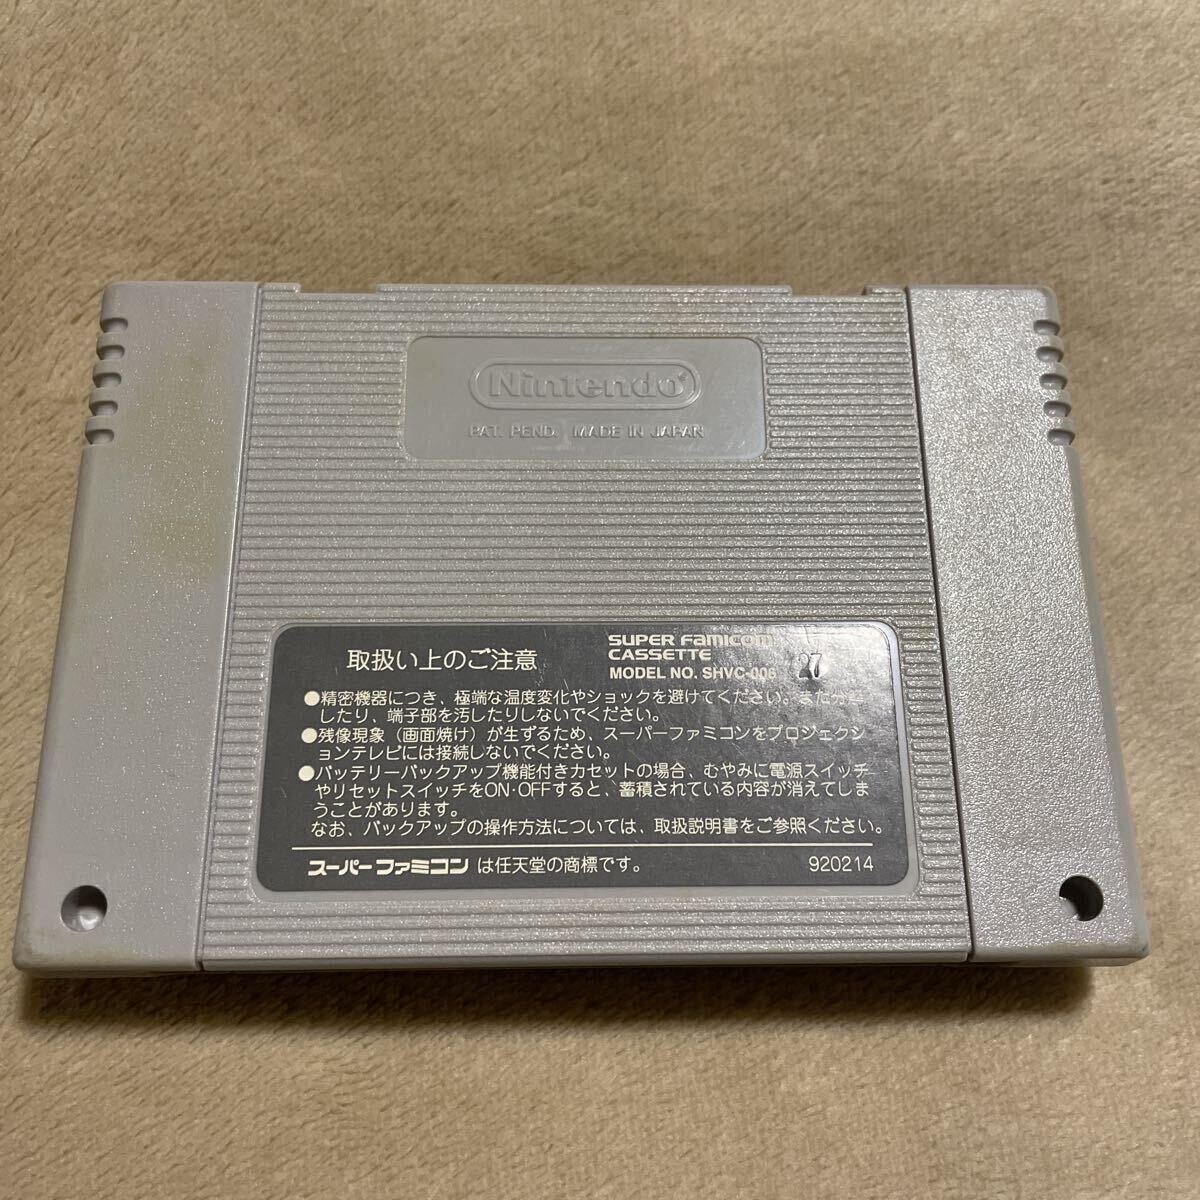 Nintendo®
PAT. PEND. MADE IN JAPAN
取扱い上のご注意
SUPER Famicom
CASSETTE
MODEL NO. SHVC-006
27
●精密機器につき、極端な温度変化やショックを避けてください。また分解
したり、端子部を汚したりしないでください。
●残像現象（画面焼け）が生ずるため、スーパーファミコンをプロジェクシ
ョンテレビには接続しないでください。
●バッテリーバックアップ機能付きカセットの場合、むやみに電源スイッチ
やリセットスイッチをON·OFFすると、蓄積されている内容が消えてしま
うことがあります。
なお、バックアップの操作方法については、取扱説明書をご参照ください。
スーパーファミコン は任天堂の商標です。
920214